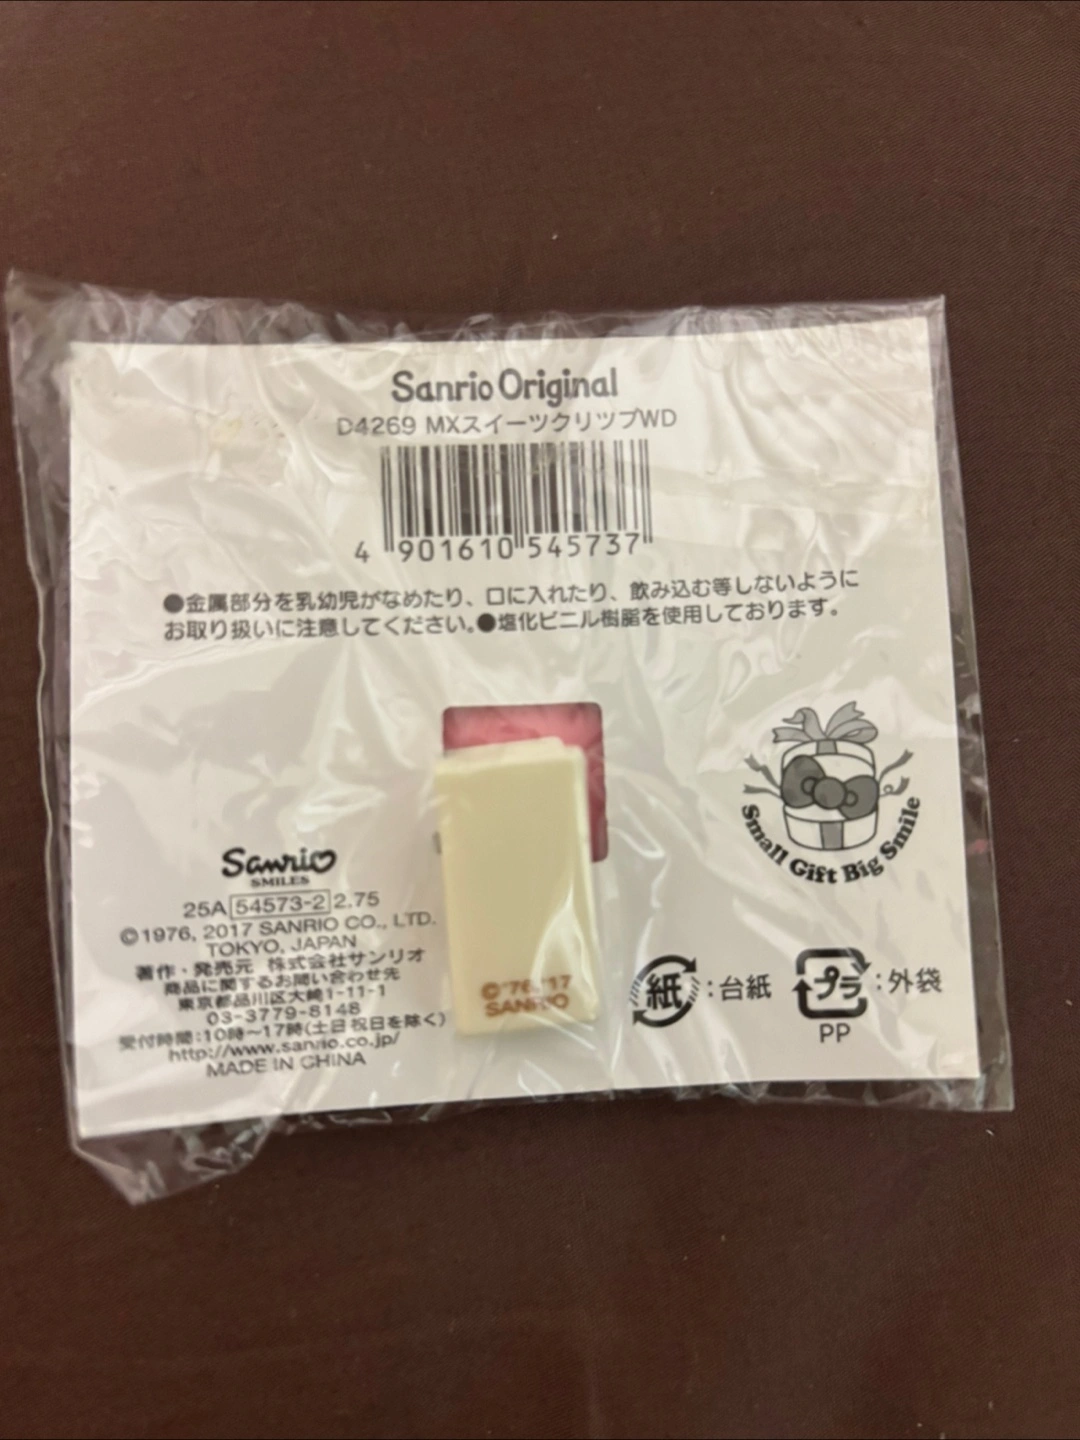 Sanrio Original
D4269 MXスイーツクリップWD
4 901610 545737
●金属部分を乳幼児がなめたり、口に入れたり、飲み込む等しないように
お取り扱いに注意してください。●塩化ビニル樹脂を使用しております。
Small Gift Big Smile
Sanrio
SMILES
25A 54573-2 2.75
©1976, 2017 SANRIO CO., LTD.
TOKYO, JAPAN
著作・発売元 株式会社サンリオ
商品に関するお問い合わせ先
東京都品川区大崎1-11-1
03-3779-8148
受付時間:10時～17時(土日祝日を除く)
http://www.sanrio.co.jp/
MADE IN CHINA
©'76,'17
SANRIO
紙:台紙
プラ:外袋
PP